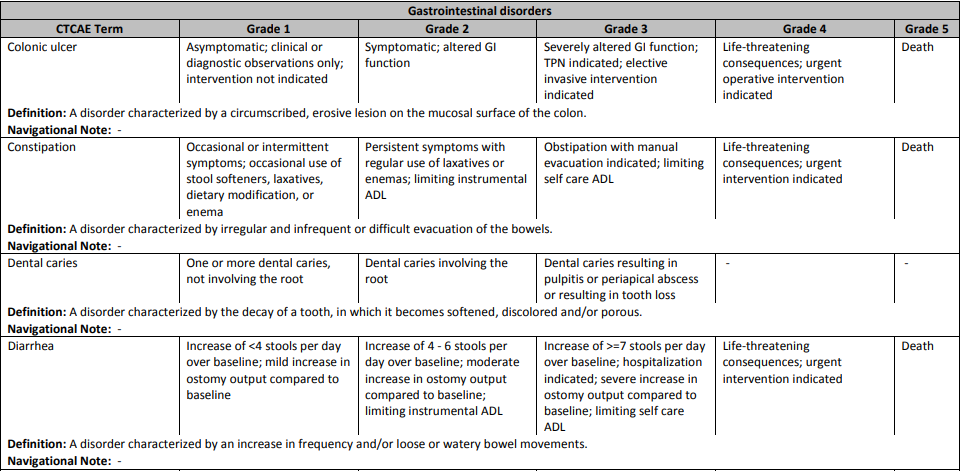 Gastrointestinal disorders
CTCAE Term Grade 1 Grade 2 Grade 3 Grade 4 Grade 5
Colonic ulcer Asymptomatic; clinical or Symptomatic; altered GI Severely altered GI function; Life-threatening Death
diagnostic observations only; function TPN indicated; elective consequences; urgent
intervention not indicated invasive intervention operative intervention
indicated indicated
Definition: A disorder characterized by a circumscribed, erosive lesion on the mucosal surface of the colon.
Navigational Note: -
Constipation Occasional or intermittent Persistent symptoms with Obstipation with manual Life-threatening Death
symptoms; occasional use of regular use of laxatives or evacuation indicated; limiting consequences; urgent
stool softeners, laxatives, enemas; limiting instrumental self care ADL intervention indicated
dietary modification, or ADL
enema
Definition: A disorder characterized by irregular and infrequent or difficult evacuation of the bowels.
Navigational Note: -
Dental caries One or more dental caries, Dental caries involving the Dental caries resulting in - -
not involving the root root pulpitis or periapical abscess
or resulting in tooth loss
Definition: A disorder characterized by the decay of a tooth, in which it becomes softened, discolored and/or porous.
Navigational Note: -
Diarrhea Increase of <4 stools per day Increase of 4 - 6 stools per Increase of >=7 stools per day Life-threatening Death
over baseline; mild increase in day over baseline; moderate over baseline; hospitalization consequences; urgent
ostomy output compared to increase in ostomy output indicated; severe increase in intervention indicated
baseline compared to baseline; ostomy output compared to
limiting instrumental ADL baseline; limiting self care
ADL
Definition: A disorder characterized by an increase in frequency and/or loose or watery bowel movements.
Navigational Note: -